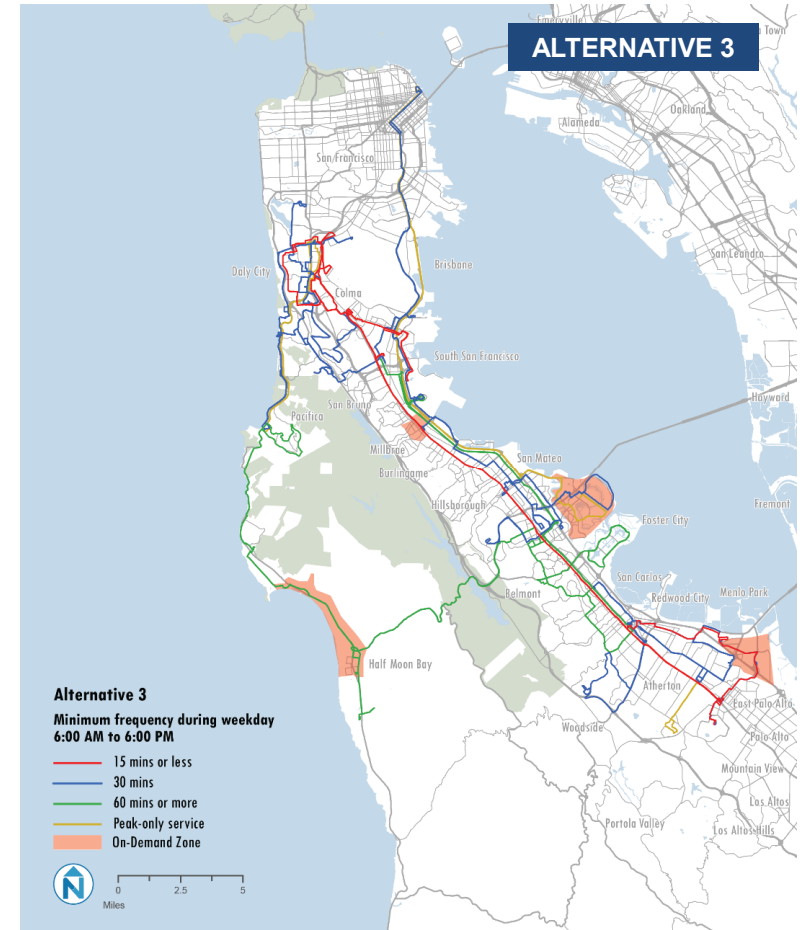 Emeryville
ALTERNATIVE 3
Town
Oakland
Alameda
San Francisco
San Leandro
Daly City
Brisbane
Colma
South San Francisco
Hayward
San Bruno
Pacifica
Millbrae
San Mateo
Burlingame
Hillsborough
Fremont
Foster City
San Carlos
Belmont
Redwood City
Menlo Park
Half Moon Bay
Atherton
East Palo Alto
Woodside
Palo Alto
Mountain View
Los Altos
Portola Valley
Los Altos Hills
Alternative 3
Minimum frequency during weekday
6:00 AM to 6:00 PM
15 mins or less
30 mins
60 mins or more
Peak-only service
On-Demand Zone
N
0 2.5 5
Miles